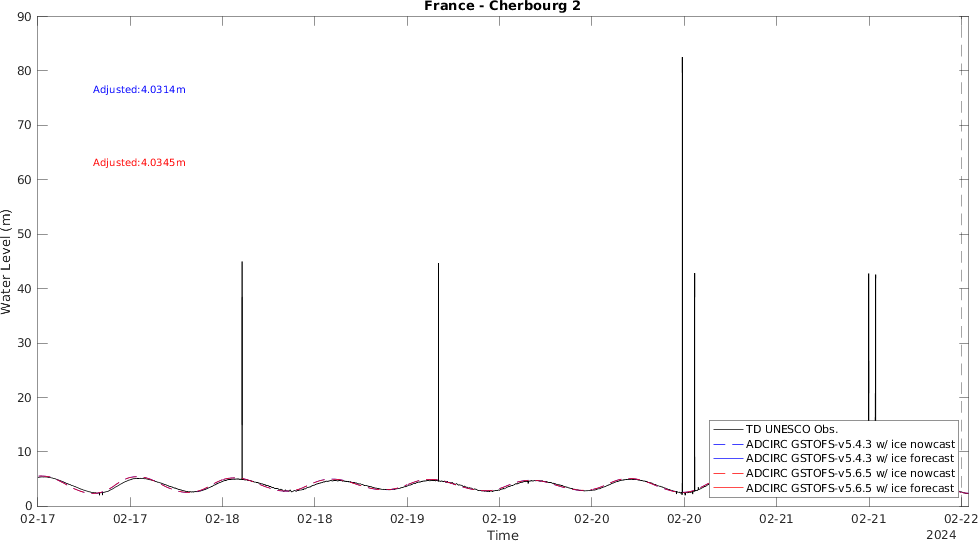 France - Cherbourg 2
90
80
70
60
50
40
30
20
10
0
Water Level (m)
Adjusted:4.0314m
Adjusted:4.0345m
TD UNESCO Obs.
ADCIRC GSTOFS-v5.4.3 w/ ice nowcast
ADCIRC GSTOFS-v5.4.3 w/ ice forecast
ADCIRC GSTOFS-v5.6.5 w/ ice nowcast
ADCIRC GSTOFS-v5.6.5 w/ ice forecast
02-17 02-17 02-18 02-18 02-19 02-19 02-20 02-20 02-21 02-21 02-22
Time
2024